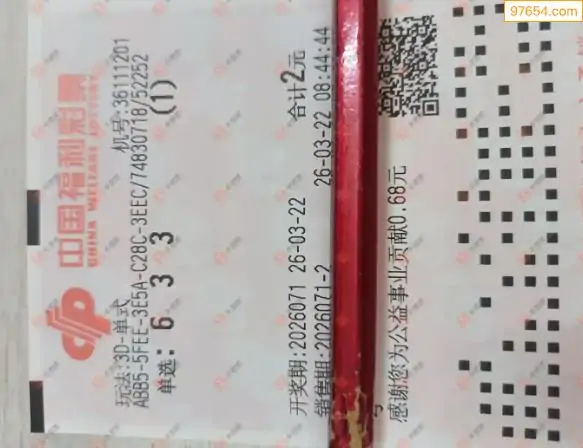 97654.com
中国福利彩票
CHINA WELFARE LOTTERY
玩法:3D-单式 机号:36111201
ABB5-5FEE-3E5A-C28C-3EEC/74830718/52252
单选: 6 3 3 (1)
开奖期:2026071 26-03-22 合计2元
销售期:2026071-2 26-03-22 08:44:44
感谢您为公益事业贡献0.68元